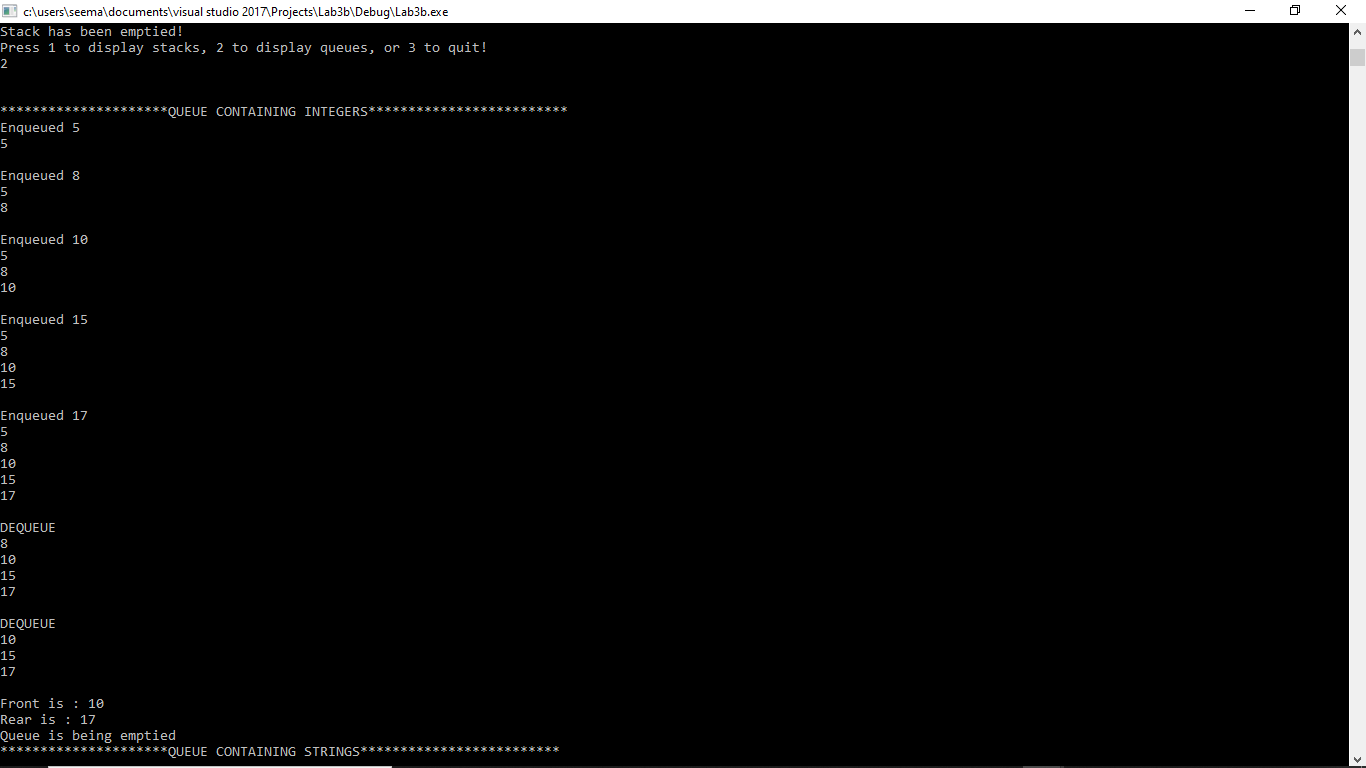 c:\users\seema\documents\visual studio 2017\Projects\Lab3b\Debug\Lab3b.exe
Stack has been emptied!
Press 1 to display stacks, 2 to display queues, or 3 to quit!
2
*********************QUEUE CONTAINING INTEGERS*************************
Enqueued 5
5
Enqueued 8
5
8
Enqueued 10
5
8
10
Enqueued 15
5
8
10
15
Enqueued 17
5
8
10
15
17
DEQUEUE
8
10
15
17
DEQUEUE
10
15
17
Front is : 10
Rear is : 17
Queue is being emptied
*********************QUEUE CONTAINING STRINGS*************************